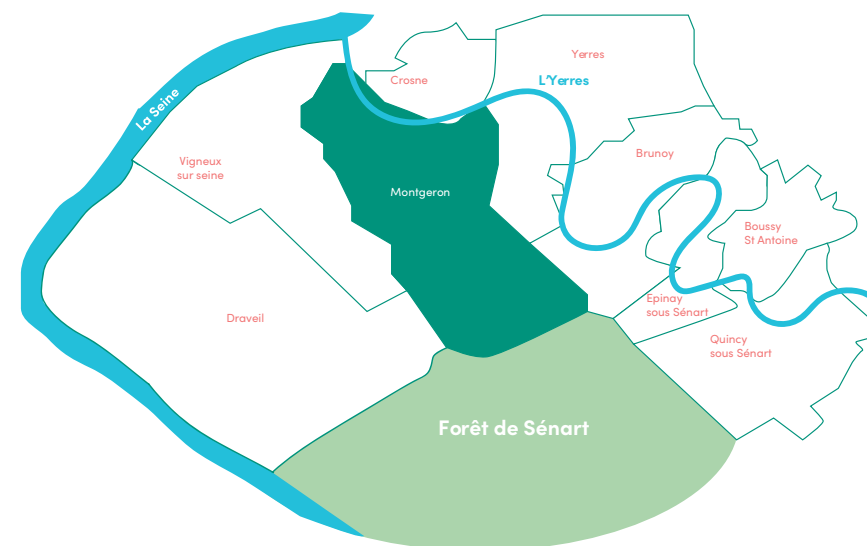 Yerres
Crosne
L'Yerres
La Seine
Brunoy
Vigneux
sur seine
Montgeron
Boussy
St Antoine
Epinay
sous Sénart
Draveil
Quincy
sous Sénart
Forêt de Sénart